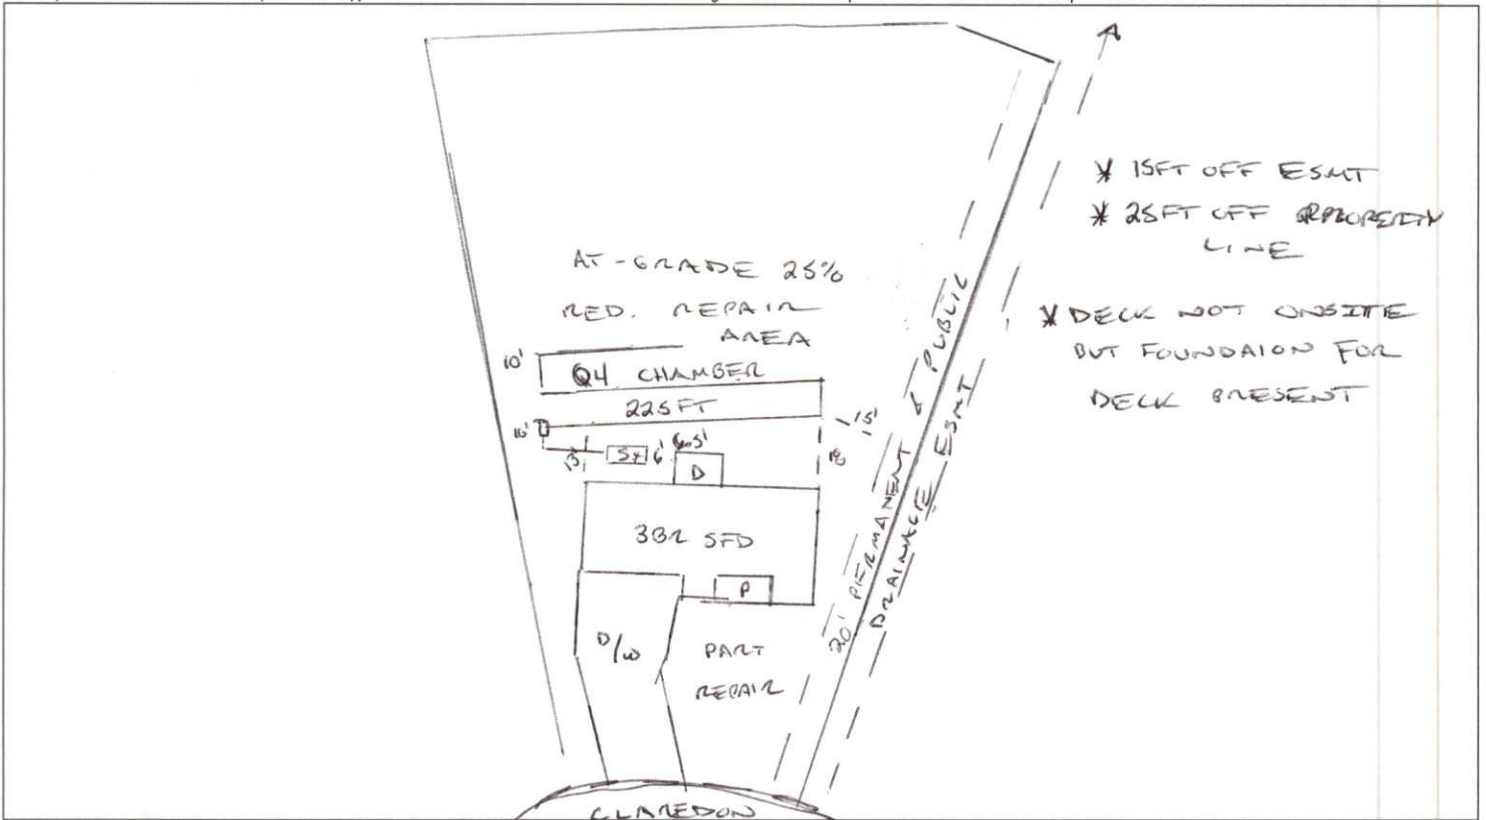 * 15FT OFF ESMT
* 25FT OFF PROPERTY
LINE
AT-GRADE 25%
RED. REPAIR
AREA
* DECK NOT ONSITE
BUT FOUNDAION FOR
DECK PRESENT
10'
Q4 CHAMBER
225FT
15'
10'
13'
ST
6'
6.5'
D
18
20' PERMANENT & PUBLIC
DRAINAGE ESMT
3BR SFD
P
D/W
PART
REPAIR
CLAREDON